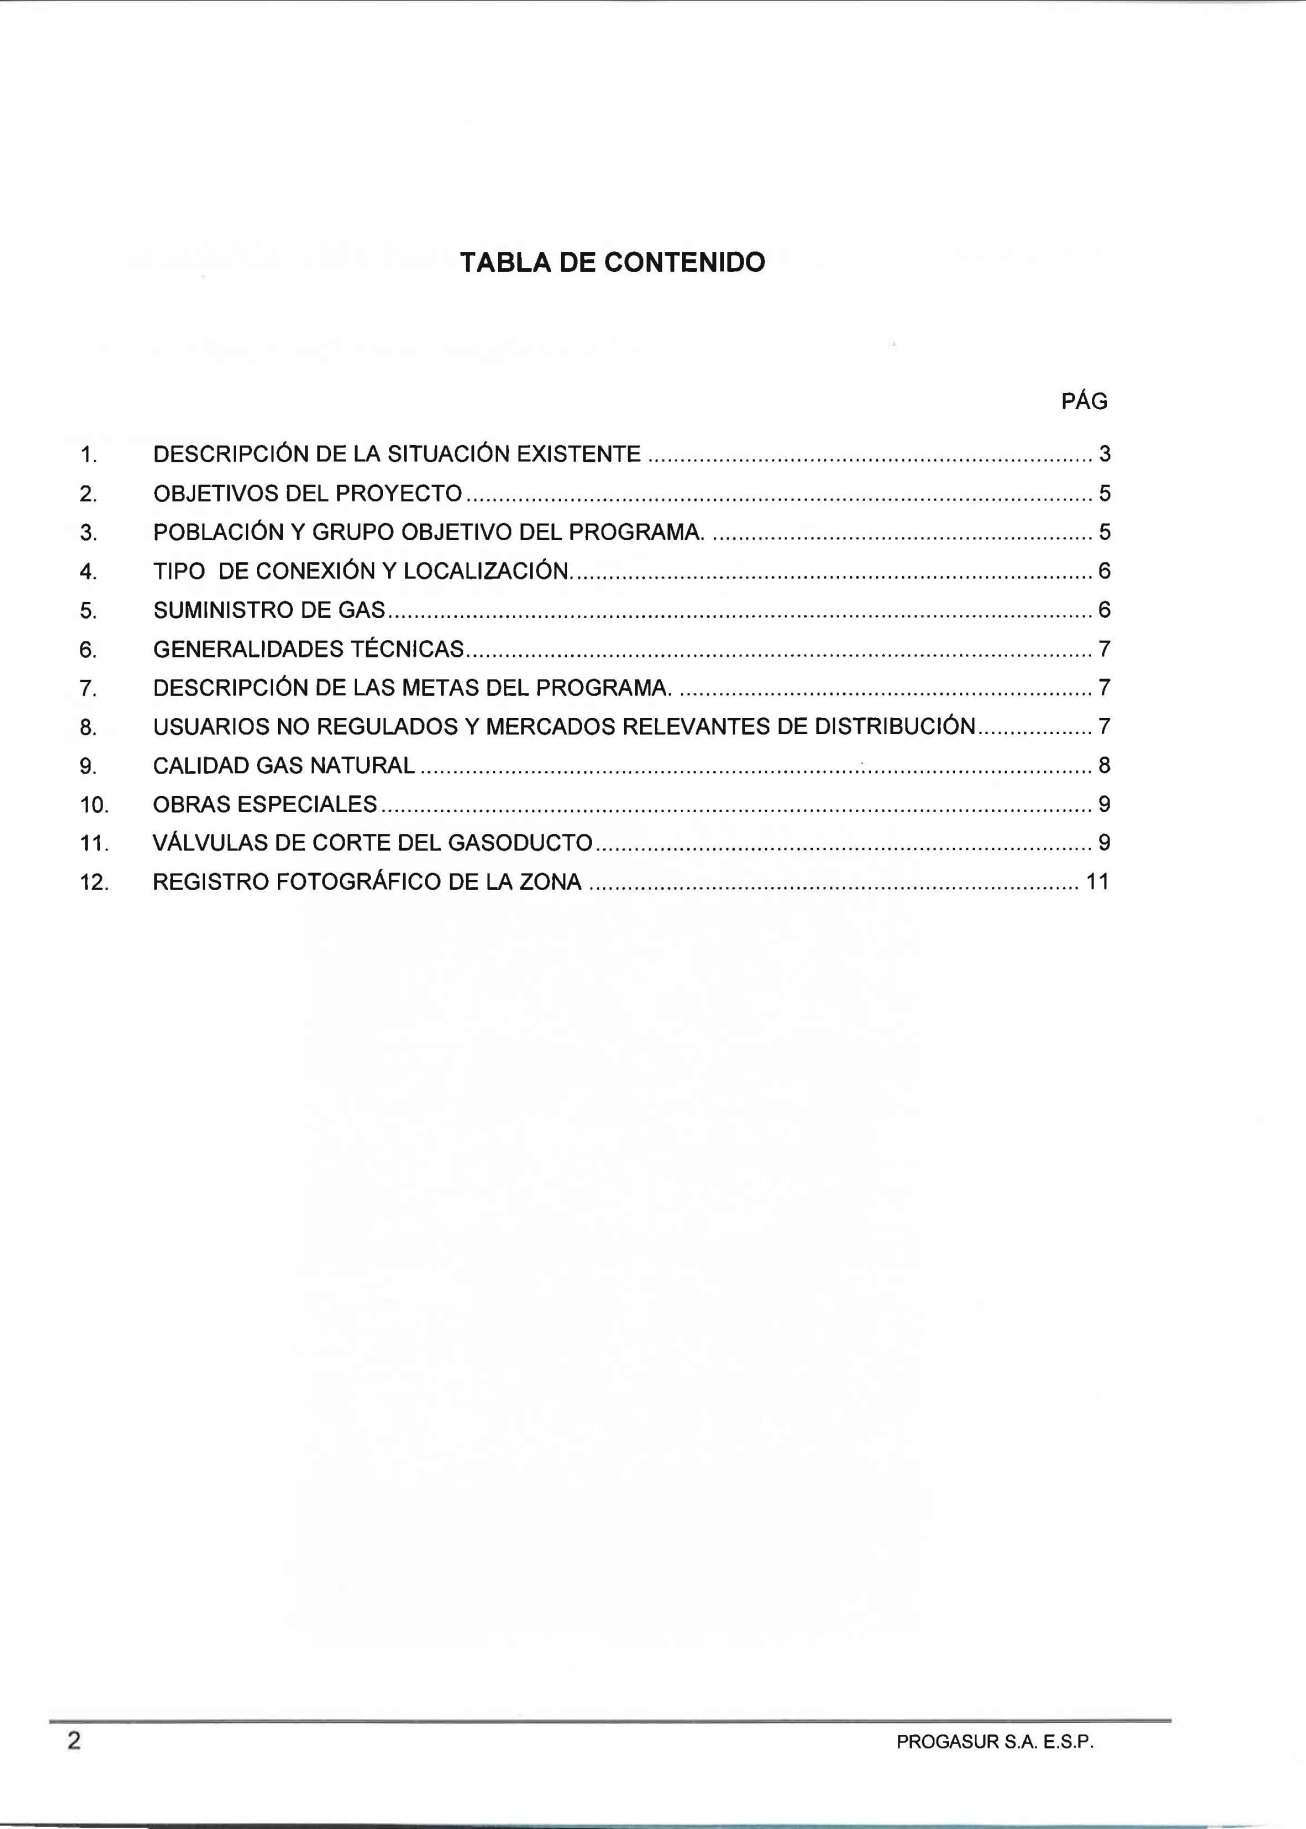 TABLA DE CONTENIDO
PÁG
1. DESCRIPCIÓN DE LA SITUACIÓN EXISTENTE ........................................ 3
2. OBJETIVOS DEL PROYECTO ........................................ 5
3. POBLACIÓN Y GRUPO OBJETIVO DEL PROGRAMA. ........................................ 5
4. TIPO DE CONEXIÓN Y LOCALIZACIÓN. ........................................ 6
5. SUMINISTRO DE GAS ........................................ 6
6. GENERALIDADES TÉCNICAS ........................................ 7
7. DESCRIPCIÓN DE LAS METAS DEL PROGRAMA. ........................................ 7
8. USUARIOS NO REGULADOS Y MERCADOS RELEVANTES DE DISTRIBUCIÓN .................. 7
9. CALIDAD GAS NATURAL ........................................ 8
10. OBRAS ESPECIALES ........................................ 9
11. VÁLVULAS DE CORTE DEL GASODUCTO ........................................ 9
12. REGISTRO FOTOGRÁFICO DE LA ZONA ........................................ 11
2 PROGASUR S.A. E.S.P.